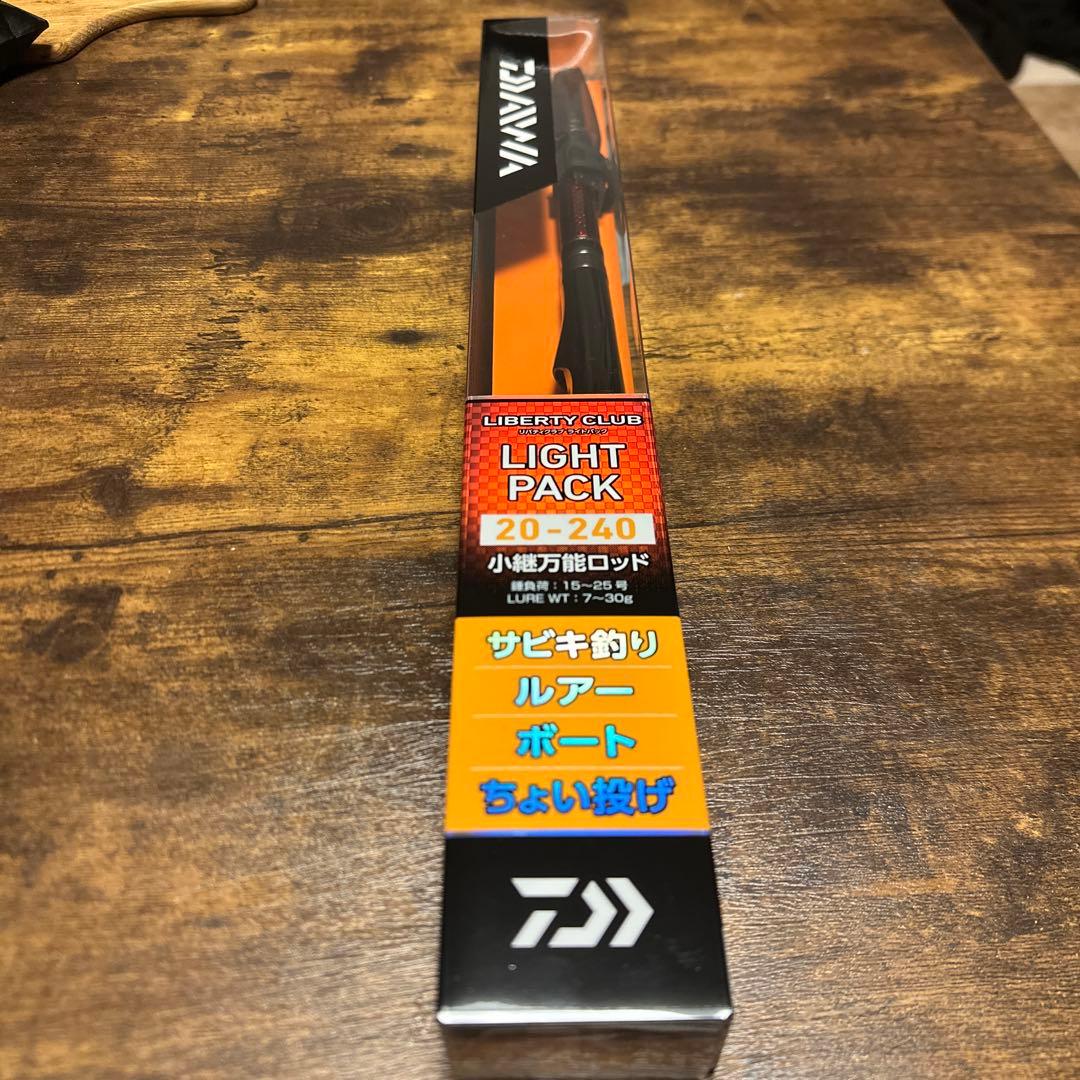 DAIWA
LIBERTY CLUB
リバティクラブ ライトパック
LIGHT
PACK
20-240
小継万能ロッド
錘負荷：15～25号
LURE WT：7～30g
サビキ釣り
ルアー
ボート
ちょい投げ